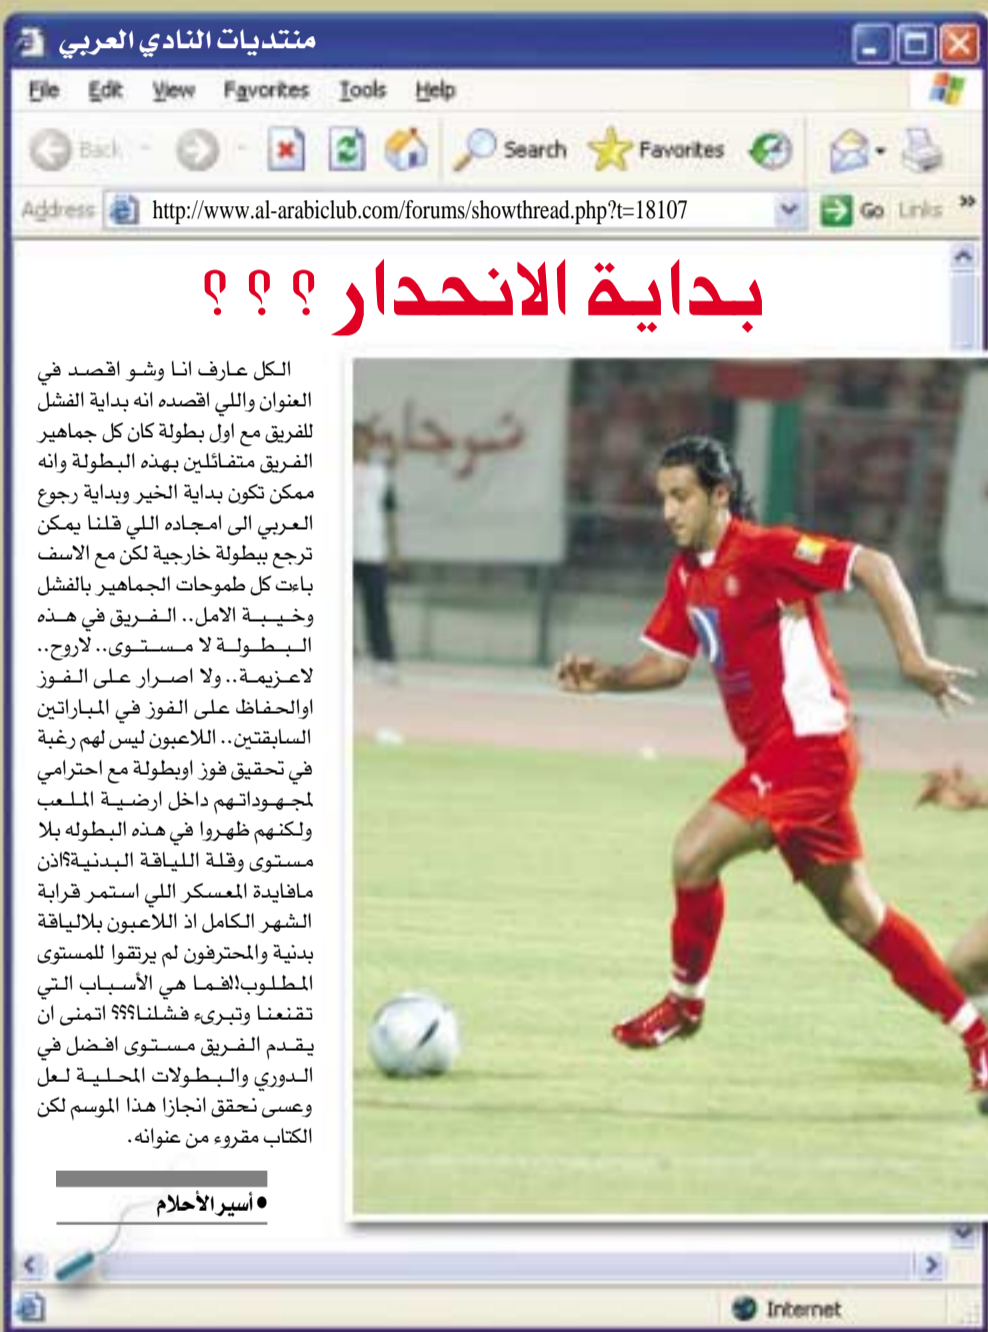 منتديات النادي العربي
File Edit View Favorites Tools Help
Back Search Favorites
Address http://www.al-arabiclub.com/forums/showthread.php?t=18107 Go Links »
بداية الانحدار ؟ ؟ ؟
الكل عارف انا وشو اقصد في
العنوان واللي اقصده انه بداية الفشل
للفريق مع اول بطولة كان كل جماهير
الفريق متفائلين بهذه البطولة وانه
ممكن تكون بداية الخير وبداية رجوع
العربي الى امجاده اللي قلنا يمكن
ترجع ببطولة خارجية لكن مع الاسف
باءت كل طموحات الجماهير بالفشل
وخيبة الامل.. الفريق في هذه
البطولة لا مستوى.. لاروح..
لاعزيمة.. ولا اصرار على الفوز
اوالحفاظ على الفوز في المباراتين
السابقتين.. اللاعبون ليس لهم رغبة
في تحقيق فوز اوبطولة مع احترامي
لمجهوداتهم داخل ارضية الملعب
ولكنهم ظهروا في هذه البطوله بلا
مستوى وقلة اللياقة البدنية؟اذن
مافايدة المعسكر اللي استمر قرابة
الشهر الكامل اذ اللاعبون بلالياقة
بدنية والمحترفون لم يرتقوا للمستوى
المطلوب!!فما هي الأسباب التي
تقنعنا وتبرىء فشلنا؟؟؟ اتمنى ان
يقدم الفريق مستوى افضل في
الدوري والبطولات المحلية لعل
وعسى نحقق انجازا هذا الموسم لكن
الكتاب مقروء من عنوانه.
● أسير الأحلام
Internet